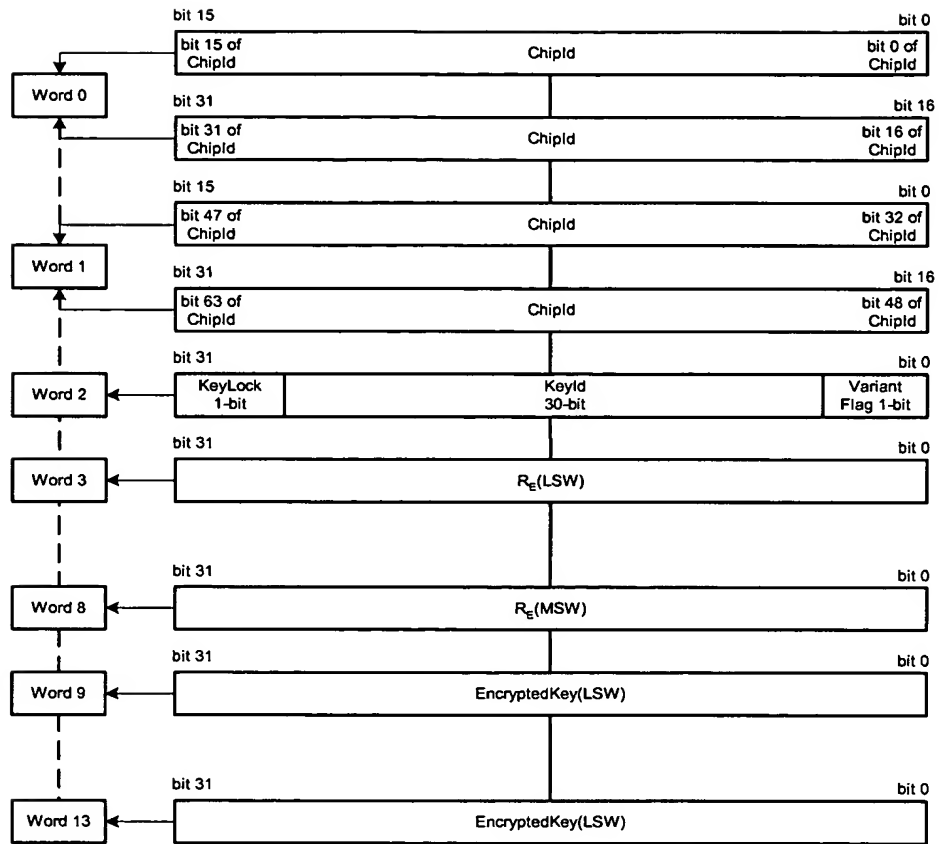 bit 15 bit 0
bit 15 of ChipId bit 0 of
ChipId ChipId
Word 0
bit 31 bit 16
bit 31 of ChipId bit 16 of
ChipId ChipId
bit 15 bit 0
bit 47 of ChipId bit 32 of
ChipId ChipId
Word 1
bit 31 bit 16
bit 63 of ChipId bit 48 of
ChipId ChipId
bit 31 bit 0
Word 2 KeyLock KeyId Variant
1-bit 30-bit Flag 1-bit
bit 31 bit 0
Word 3 RE(LSW)
bit 31 bit 0
Word 8 RE(MSW)
bit 31 bit 0
Word 9 EncryptedKey(LSW)
bit 31 bit 0
Word 13 EncryptedKey(LSW)